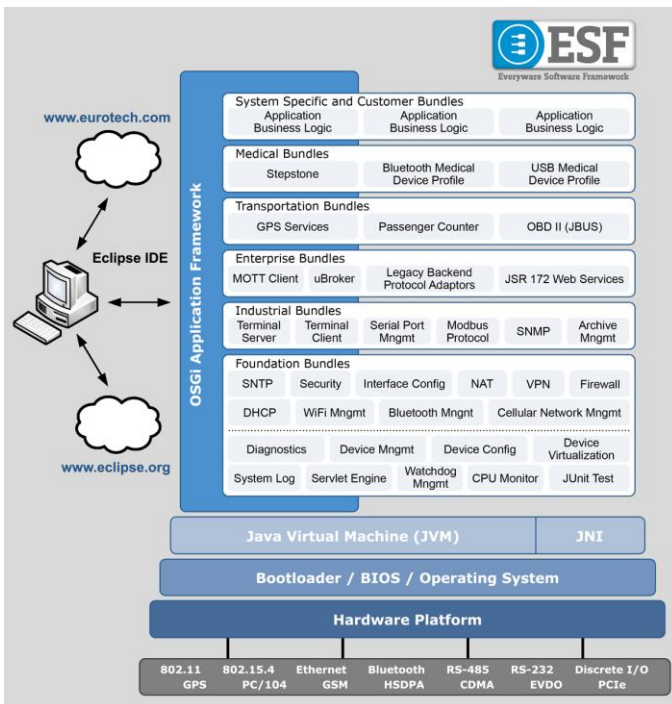 ESF
Everyware Software Framework
www.eurotech.com
Eclipse IDE
www.eclipse.org
OSGi Application Framework
System Specific and Customer Bundles
Application Business Logic
Application Business Logic
Application Business Logic
Medical Bundles
Stepstone
Bluetooth Medical Device Profile
USB Medical Device Profile
Transportation Bundles
GPS Services
Passenger Counter
OBD II (JBUS)
Enterprise Bundles
MOTT Client
uBroker
Legacy Backend Protocol Adaptors
JSR 172 Web Services
Industrial Bundles
Terminal Server
Terminal Client
Serial Port Mngmt
Modbus Protocol
SNMP
Archive Mngmt
Foundation Bundles
SNTP
Security
Interface Config
NAT
VPN
Firewall
DHCP
WiFi Mngmt
Bluetooth Mngnt
Cellular Network Mngmt
Diagnostics
Device Mngmt
Device Config
Device Virtualization
System Log
Servlet Engine
Watchdog Mngmt
CPU Monitor
JUnit Test
Java Virtual Machine (JVM)
JNI
Bootloader / BIOS / Operating System
Hardware Platform
802.11 802.15.4 Ethernet Bluetooth RS-485 RS-232 Discrete I/O
GPS PC/104 GSM HSDPA CDMA EVDO PCIe